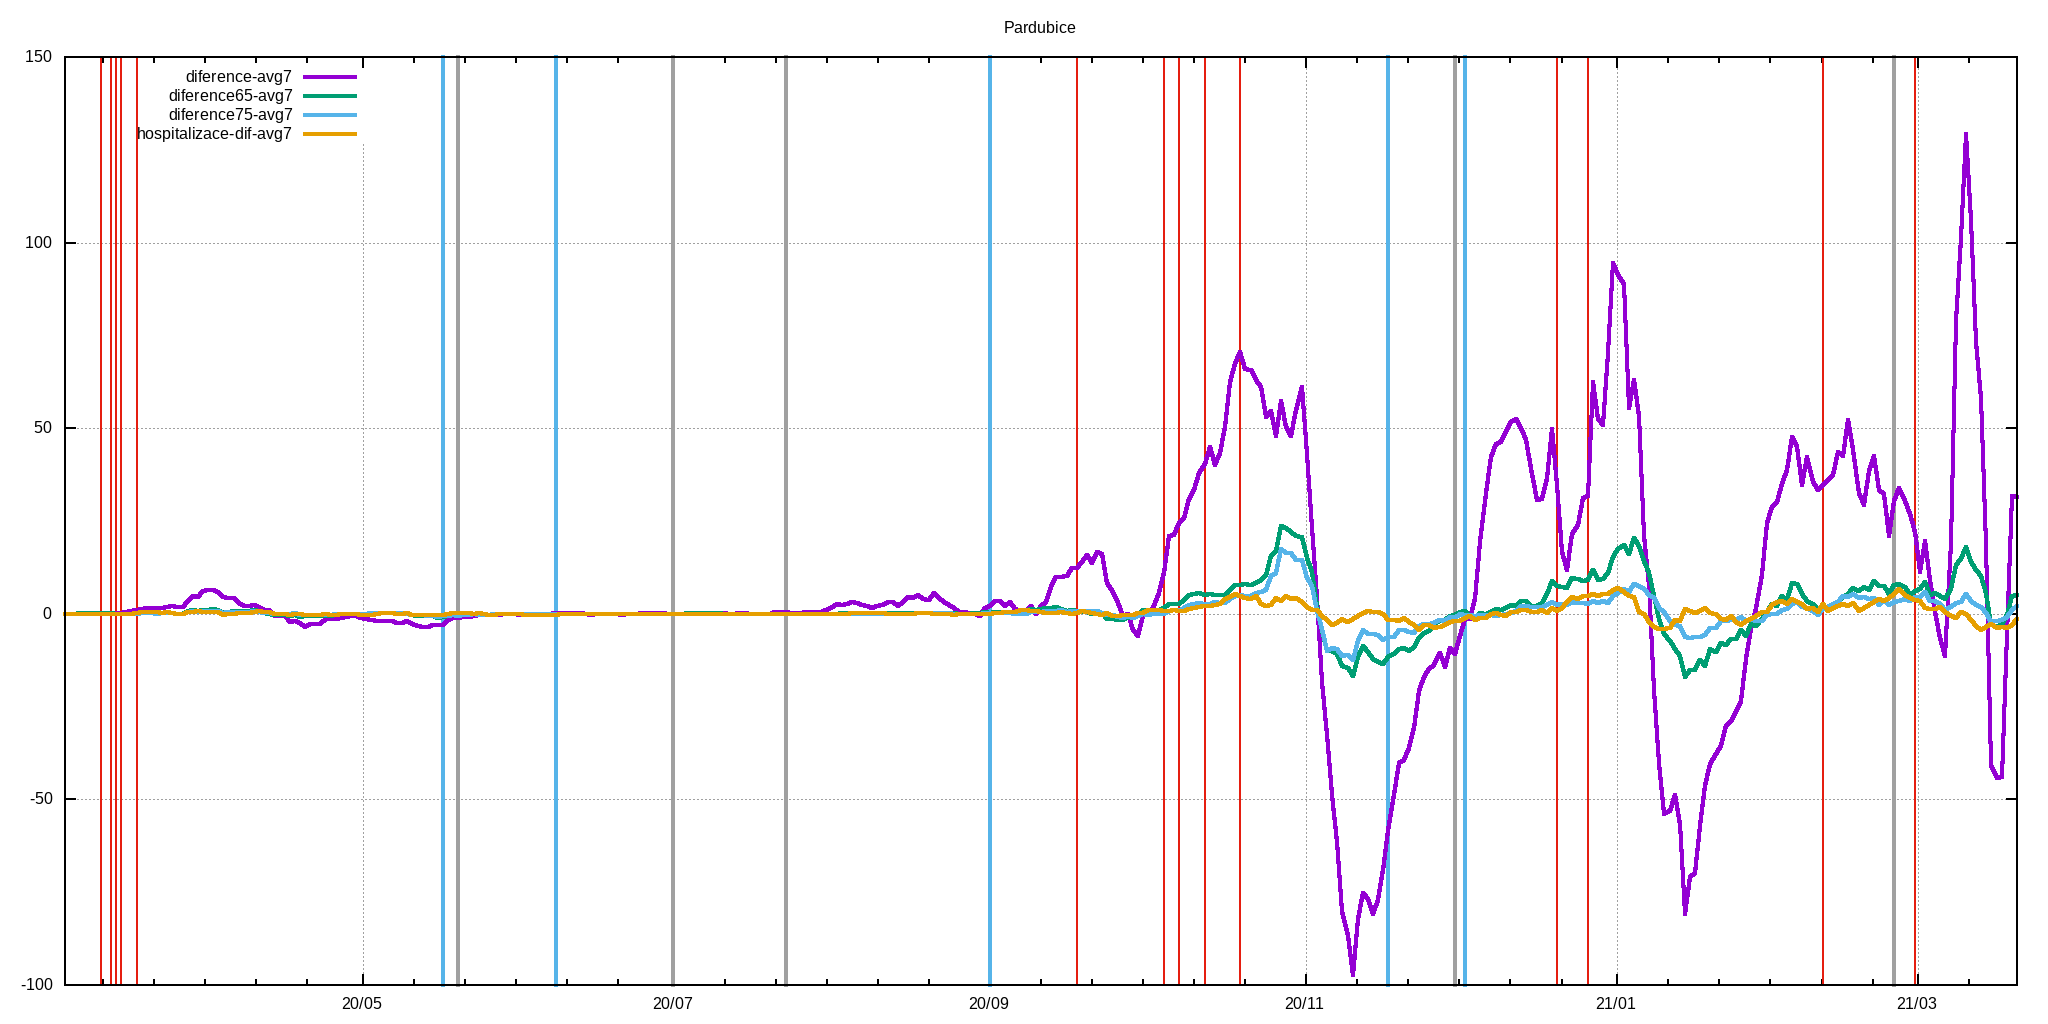 Pardubice
diference-avg7
diference65-avg7
diference75-avg7
hospitalizace-dif-avg7
150
100
50
0
-50
-100
20/05 20/07 20/09 20/11 21/01 21/03